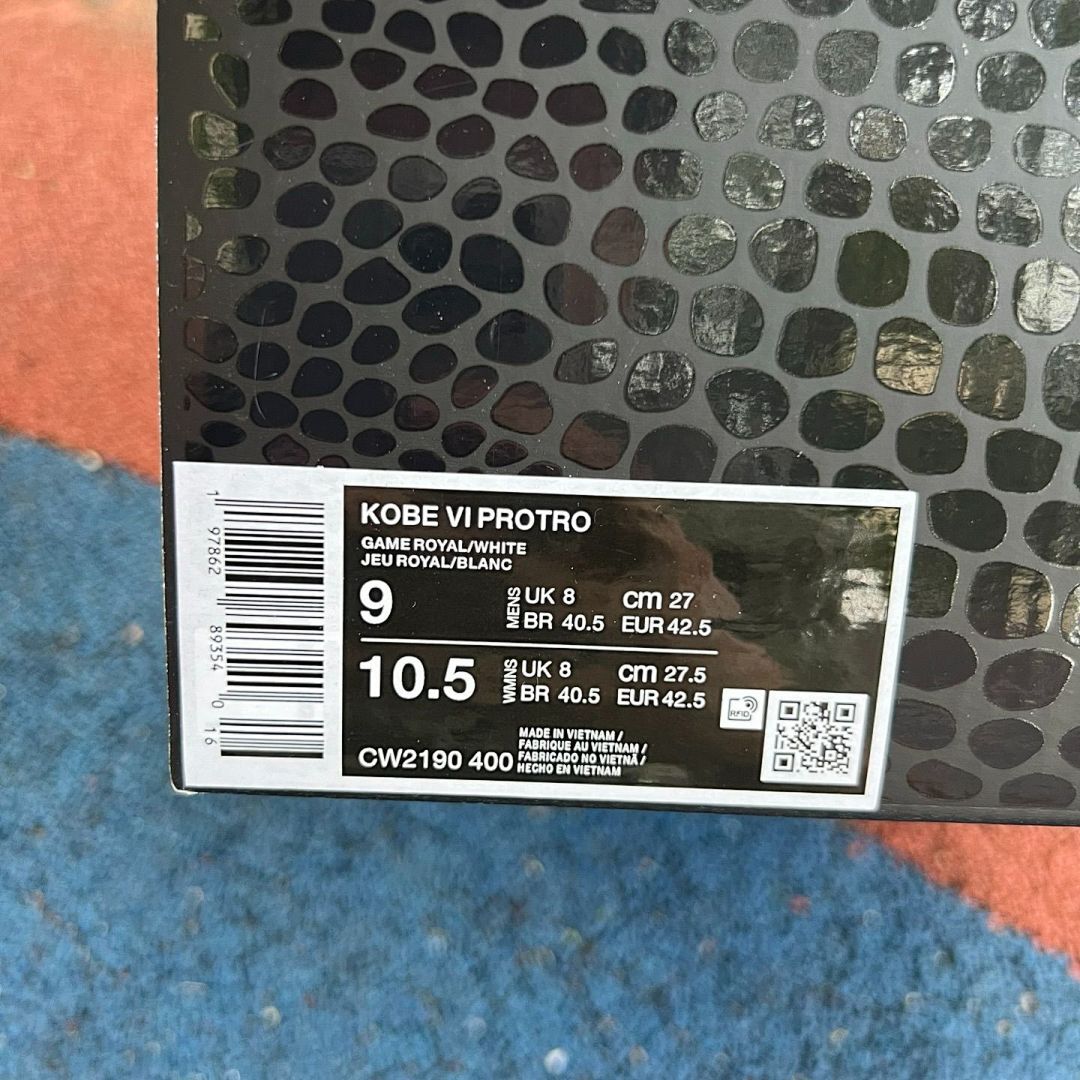 KOBE VI PROTRO
GAME ROYAL/WHITE
JEU ROYAL/BLANC
9 MENS UK 8 cm 27
BR 40.5 EUR 42.5
10.5 WMNS UK 8 cm 27.5
BR 40.5 EUR 42.5
RFID
CW2190 400
MADE IN VIETNAM /
FABRIQUE AU VIETNAM /
FABRICADO NO VIETNÃ /
HECHO EN VIETNAM
1 97862 89354 0 16